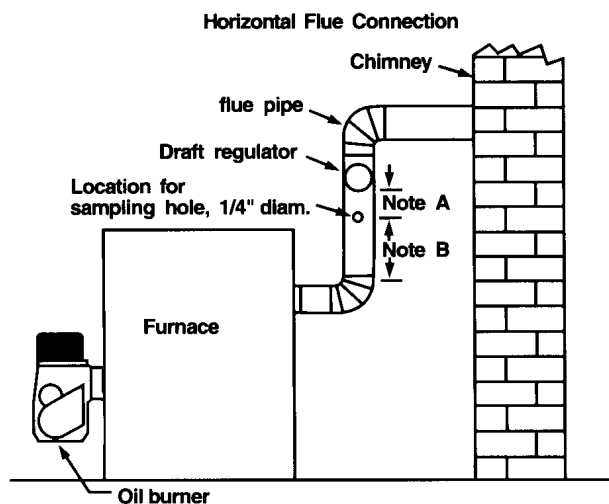 Horizontal Flue Connection
Chimney
flue pipe
Draft regulator
Location for
sampling hole, 1/4" diam.
Note A
Note B
Furnace
Oil burner